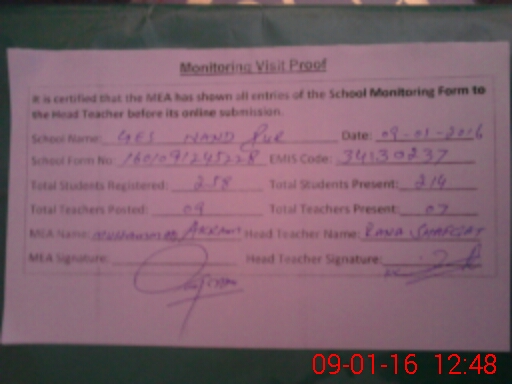 Monitoring Visit Proof
It is certified that the MEA has shown all entries of the School Monitoring Form to
the Head Teacher before its online submission.
School Name: GES NAND PUR Date: 09-01-2016
School Form No: EMIS Code: 34130237
Total Students Registered: 258 Total Students Present: 214
Total Teachers Posted: 09 Total Teachers Present: 07
MEA Name: Muhammad Akram Head Teacher Name: RANA SHAFQAT
MEA Signature: Head Teacher Signature:
09-01-16 12:48